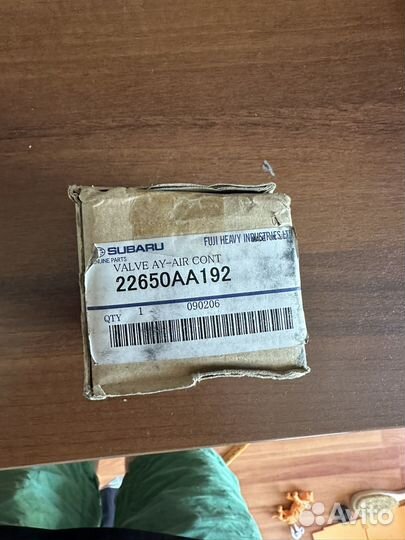 SUBARU
FUJI HEAVY INDUSTRIES LTD
GENUINE PARTS
VALVE AY-AIR CONT
22650AA192
QTY 1 090206
Avito